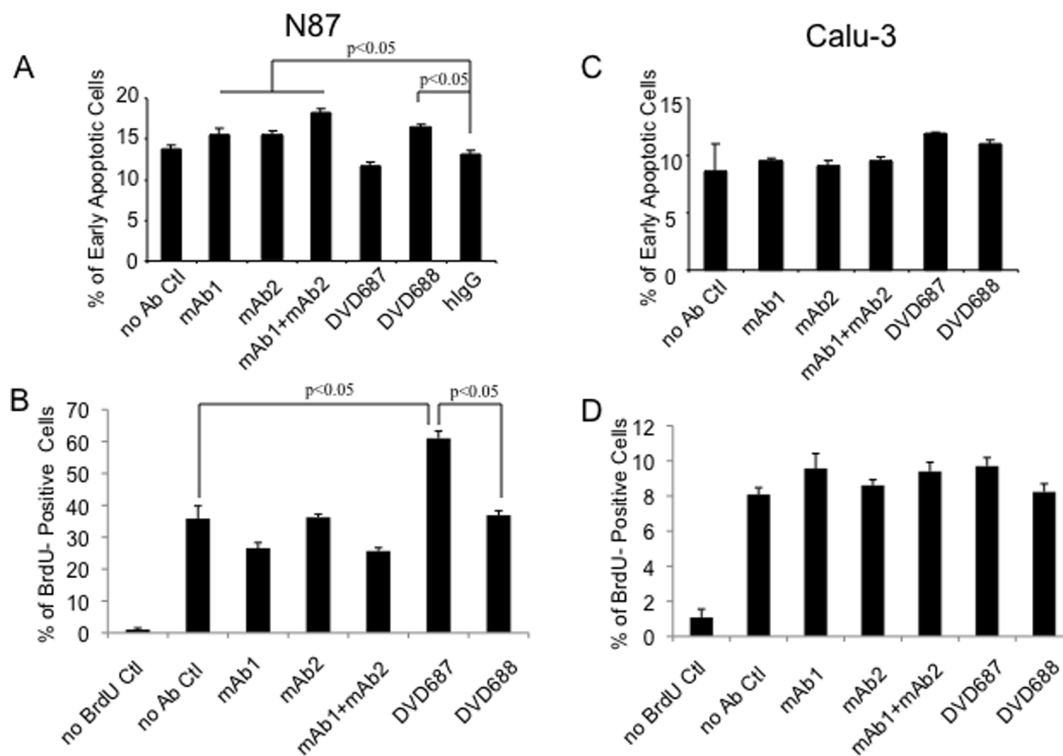 N87
Calu-3
A
p<0.05
p<0.05
% of Early Apoptotic Cells
20
15
10
5
0
no Ab Ctl
mAb1
mAb2
mAb1+mAb2
DVD687
DVD688
hIgG
C
% of Early Apoptotic Cells
15
10
5
0
no Ab Ctl
mAb1
mAb2
mAb1+mAb2
DVD687
DVD688
B
p<0.05
p<0.05
% of BrdU- Positive Cells
70
60
50
40
30
20
10
0
no BrdU Ctl
no Ab Ctl
mAb1
mAb2
mAb1+mAb2
DVD687
DVD688
D
% of BrdU- Positive Cells
12
10
8
6
4
2
0
no BrdU Ctl
no Ab Ctl
mAb1
mAb2
mAb1+mAb2
DVD687
DVD688